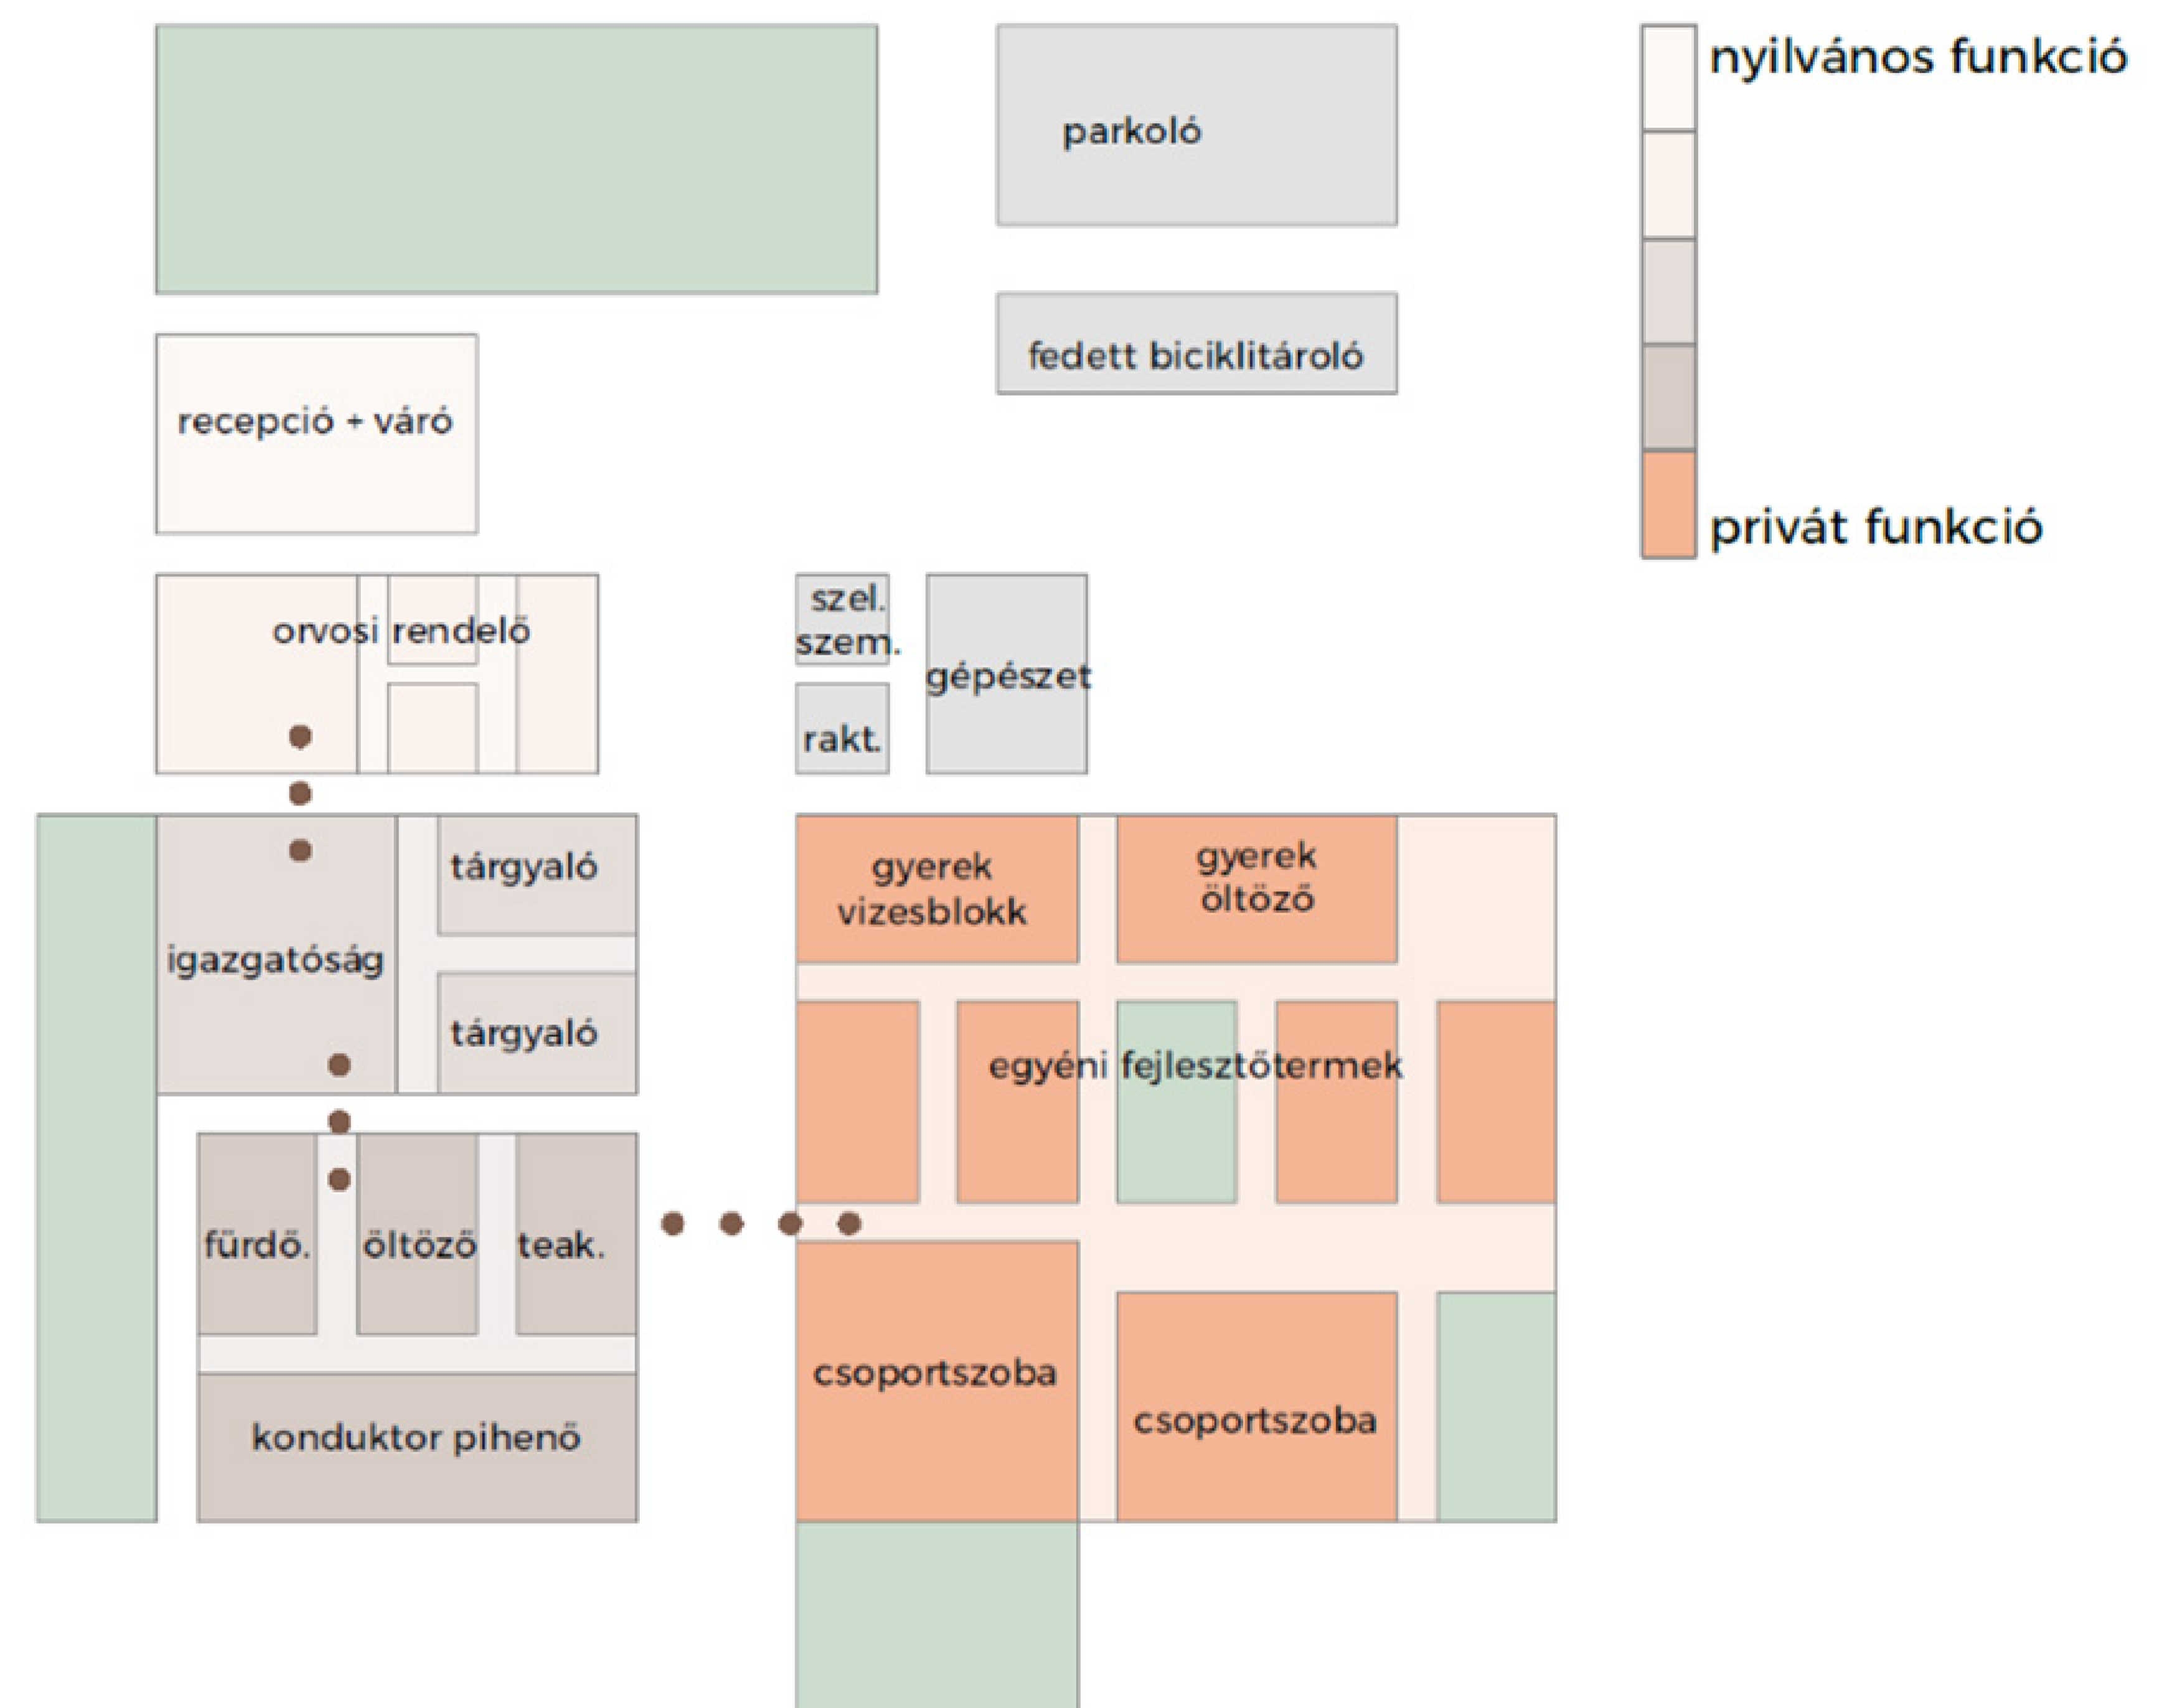 nyilvános funkció
parkoló
fedett biciklitároló
recepció + váró
privát funkció
orvosi rendelő
szel.
szem.
gépészet
rakt.
tárgyaló
igazgatóság
tárgyaló
gyerek
vizesblokk
gyerek
öltöző
egyéni fejlesztőtermek
fürdő.
öltöző
teak.
konduktor pihenő
csoportszoba
csoportszoba